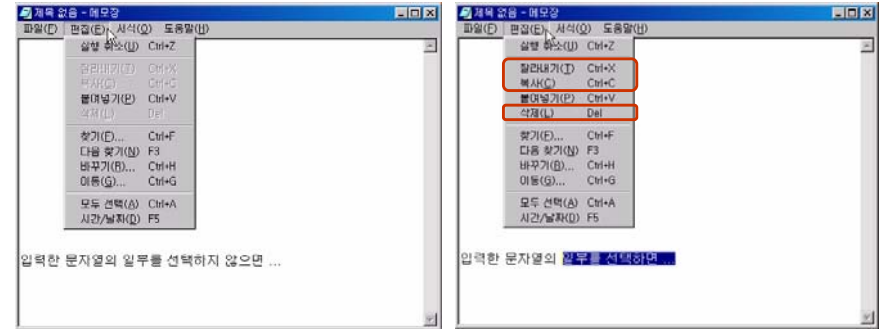 제목 없음 - 메모장
파일(F) 편집(E) 서식(O) 도움말(H)
실행 취소(U) Ctrl+Z
잘라내기(T) Ctrl+X
복사(C) Ctrl+C
붙여넣기(P) Ctrl+V
삭제(L) Del
찾기(F)... Ctrl+F
다음 찾기(N) F3
바꾸기(R)... Ctrl+H
이동(G)... Ctrl+G
모두 선택(A) Ctrl+A
시간/날짜(D) F5
입력한 문자열의 일부를 선택하지 않으면 ...
제목 없음 - 메모장
파일(F) 편집(E) 서식(O) 도움말(H)
실행 취소(U) Ctrl+Z
잘라내기(T) Ctrl+X
복사(C) Ctrl+C
붙여넣기(P) Ctrl+V
삭제(L) Del
찾기(F)... Ctrl+F
다음 찾기(N) F3
바꾸기(R)... Ctrl+H
이동(G)... Ctrl+G
모두 선택(A) Ctrl+A
시간/날짜(D) F5
입력한 문자열의 일부를 선택하면 ...